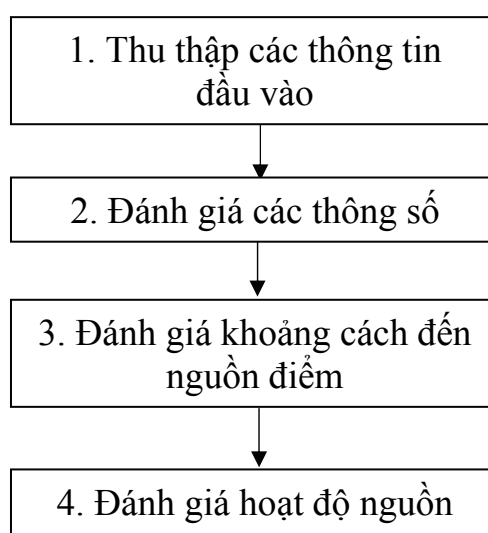 1. Thu thập các thông tin
đầu vào
2. Đánh giá các thông số
3. Đánh giá khoảng cách đến
nguồn điểm
4. Đánh giá hoạt độ nguồn